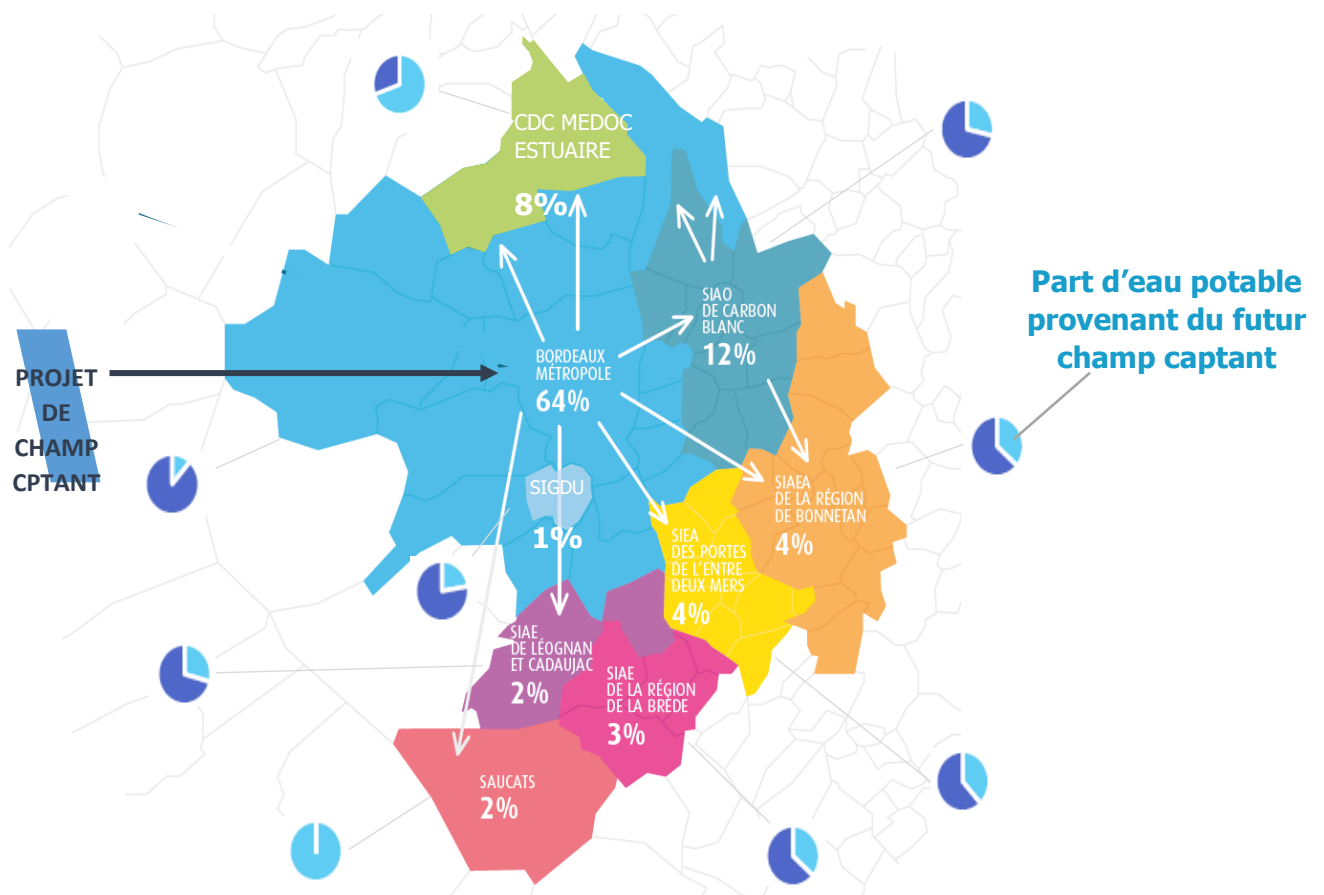 CDC MEDOC
ESTUAIRE
8%
SIAO
DE CARBON
BLANC
12%
Part d'eau potable
provenant du futur
champ captant
PROJET
DE
CHAMP
CPTANT
BORDEAUX
MÉTROPOLE
64%
SIGDU
1%
SIAEA
DE LA RÉGION
DE BONNETAN
4%
SIEA
DES PORTES
DE L'ENTRE
DEUX MERS
4%
SIAE
DE LÉOGNAN
ET CADAUJAC
2%
SIAE
DE LA RÉGION
DE LA BRÈDE
3%
SAUCATS
2%